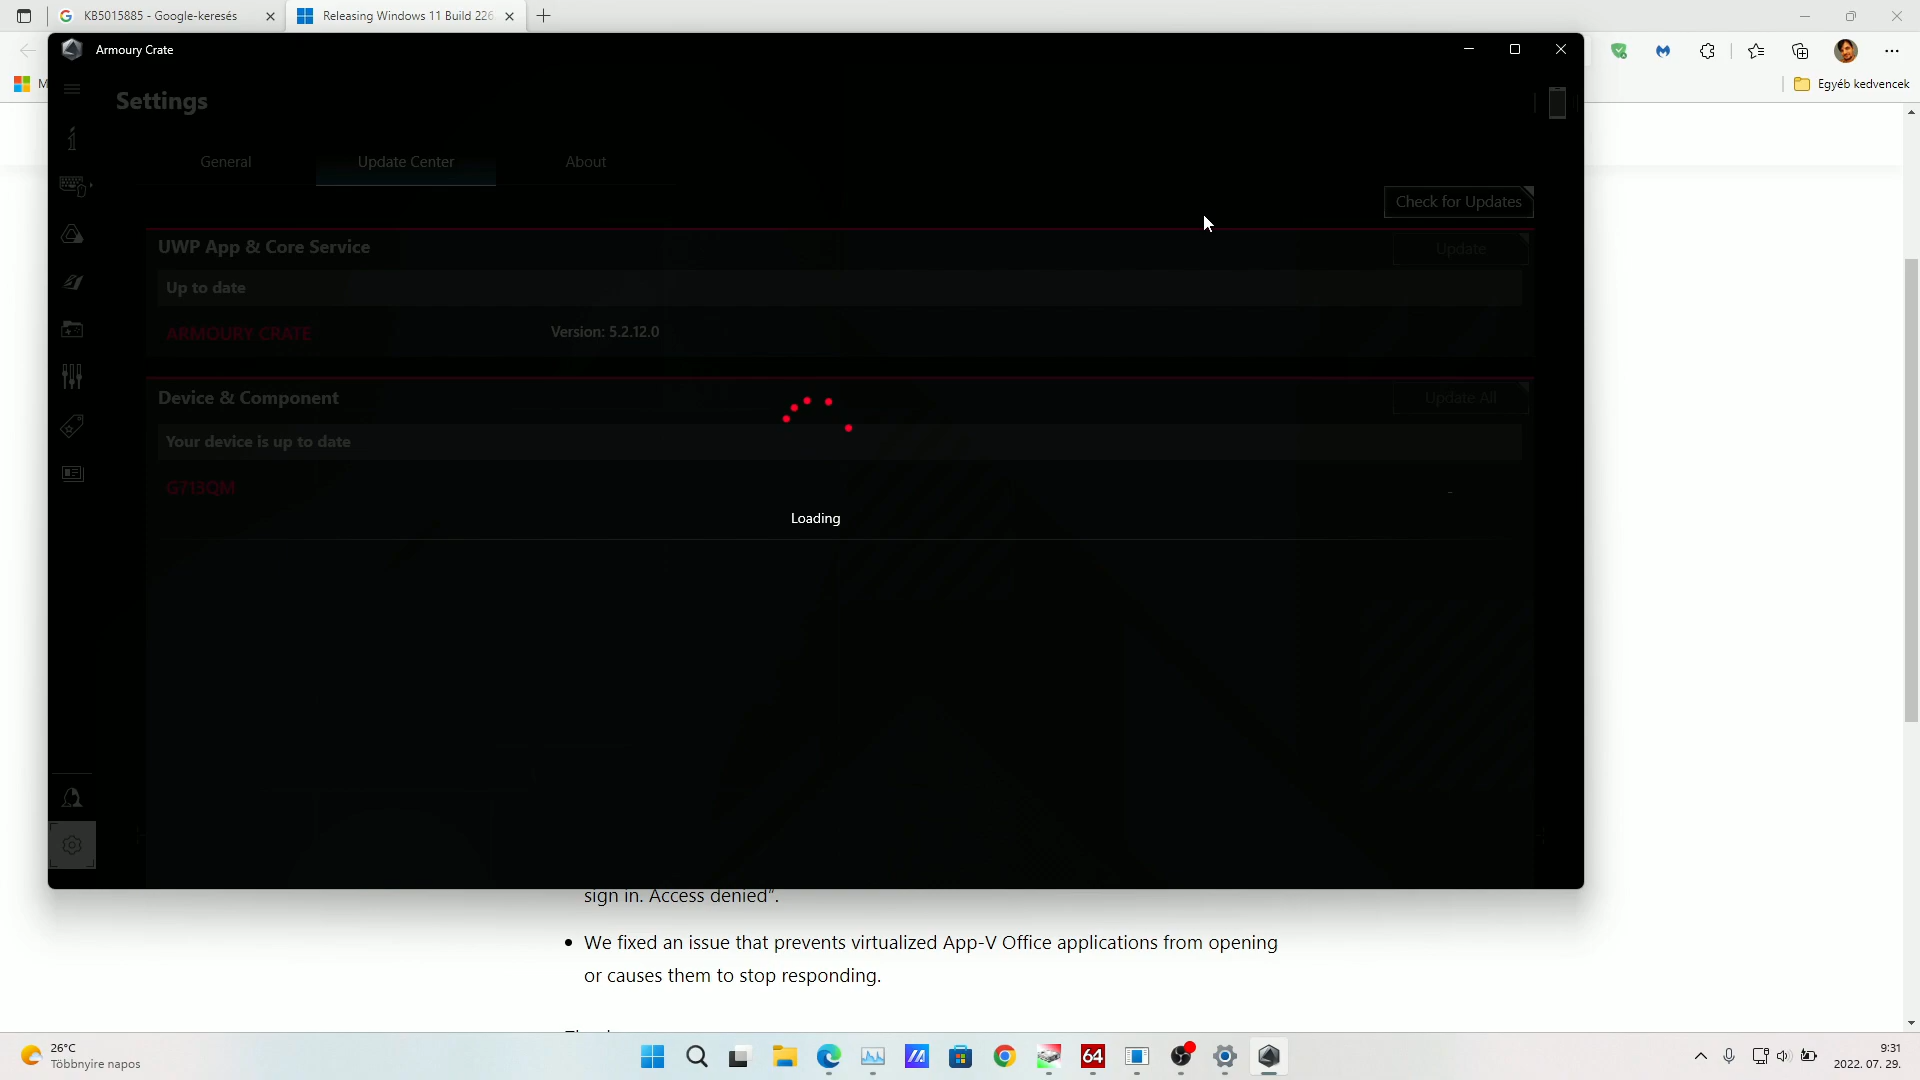 KB5015885 - Google-keresés
Releasing Windows 11 Build 226
Armoury Crate
M
Egyéb kedvencek
Settings
General
Update Center
About
Check for Updates
UWP App & Core Service
Update
Up to date
ARMOURY CRATE
Version: 5.2.12.0
Device & Component
Update All
Your device is up to date
G713QM
-
Loading
sign in. Access denied".
• We fixed an issue that prevents virtualized App-V Office applications from opening
or causes them to stop responding.
26°C
Többnyire napos
64
9:31
2022. 07. 29.